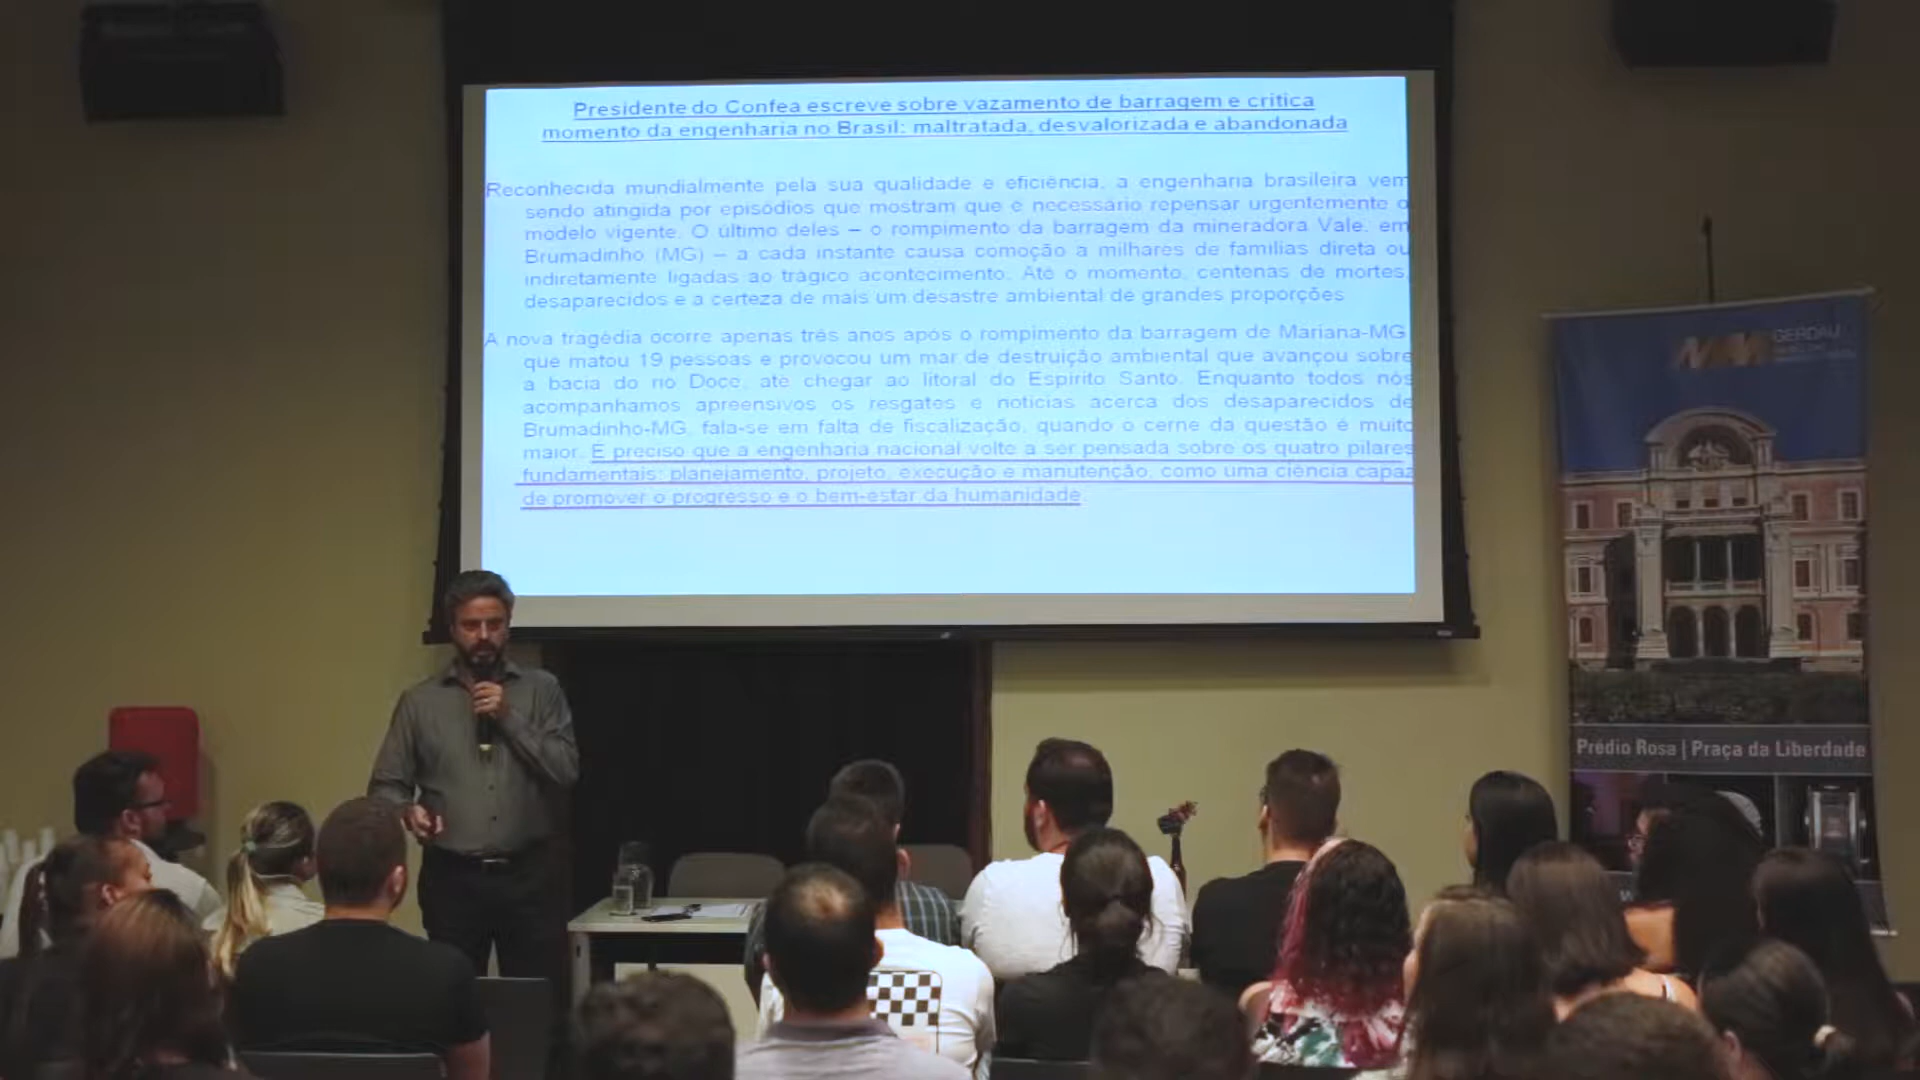 Presidente do Confea escreve sobre vazamento de barragem e critica
momento da engenharia no Brasil: maltratada, desvalorizada e abandonada
Reconhecida mundialmente pela sua qualidade e eficiência, a engenharia brasileira vem
sendo atingida por episódios que mostram que é necessário repensar urgentemente o
modelo vigente. O último deles – o rompimento da barragem da mineradora Vale, em
Brumadinho (MG) – a cada instante causa comoção a milhares de famílias direta ou
indiretamente ligadas ao trágico acontecimento. Até o momento, centenas de mortes,
desaparecidos e a certeza de mais um desastre ambiental de grandes proporções
A nova tragédia ocorre apenas três anos após o rompimento da barragem de Mariana-MG,
que matou 19 pessoas e provocou um mar de destruição ambiental que avançou sobre
a bacia do rio Doce, até chegar ao litoral do Espírito Santo. Enquanto todos nós
acompanhamos apreensivos os resgates e notícias acerca dos desaparecidos de
Brumadinho-MG, fala-se em falta de fiscalização, quando o cerne da questão é muito
maior. É preciso que a engenharia nacional volte a ser pensada sobre os quatro pilares
fundamentais: planejamento, projeto, execução e manutenção, como uma ciência capaz
de promover o progresso e o bem-estar da humanidade.
MM GERDAU
Prédio Rosa | Praça da Liberdade